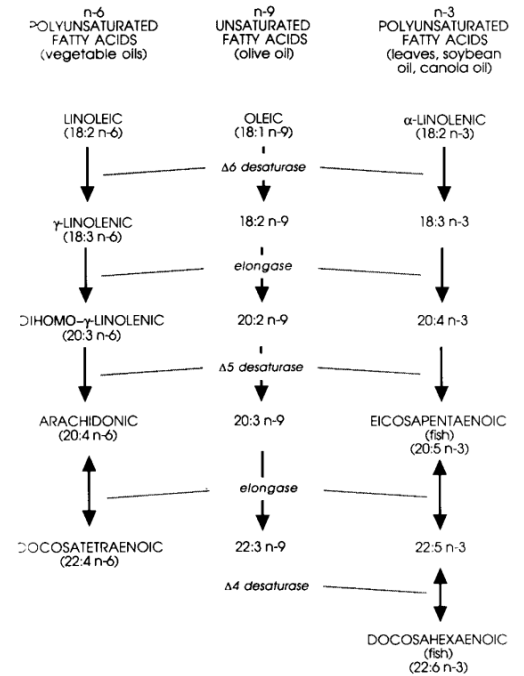 n-6
POLYUNSATURATED
FATTY ACIDS
(vegetable oils)
n-9
UNSATURATED
FATTY ACIDS
(olive oil)
n-3
POLYUNSATURATED
FATTY ACIDS
(leaves, soybean
oil, canola oil)
LINOLEIC
(18:2 n-6)
OLEIC
(18:1 n-9)
α-LINOLENIC
(18:2 n-3)
Δ6 desaturase
γ-LINOLENIC
(18:3 n-6)
18:2 n-9
18:3 n-3
elongase
DIHOMO-γ-LINOLENIC
(20:3 n-6)
20:2 n-9
20:4 n-3
Δ5 desaturase
ARACHIDONIC
(20:4 n-6)
20:3 n-9
EICOSAPENTAENOIC
(fish)
(20:5 n-3)
elongase
DOCOSATETRAENOIC
(22:4 n-6)
22:3 n-9
22:5 n-3
Δ4 desaturase
DOCOSAHEXAENOIC
(fish)
(22:6 n-3)